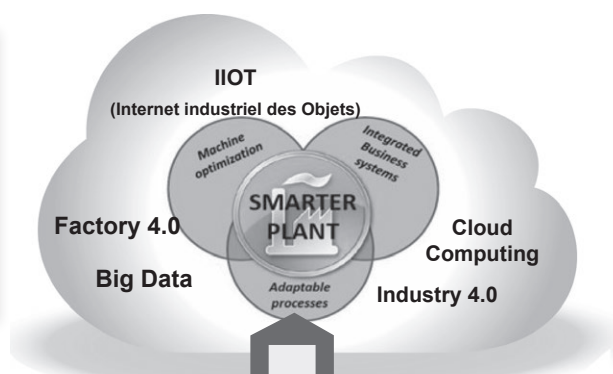 IIOT
(Internet industriel des Objets)
Machine
optimization
Integrated
Business
systems
SMARTER
PLANT
Factory 4.0
Cloud
Computing
Big Data
Adaptable
processes
Industry 4.0